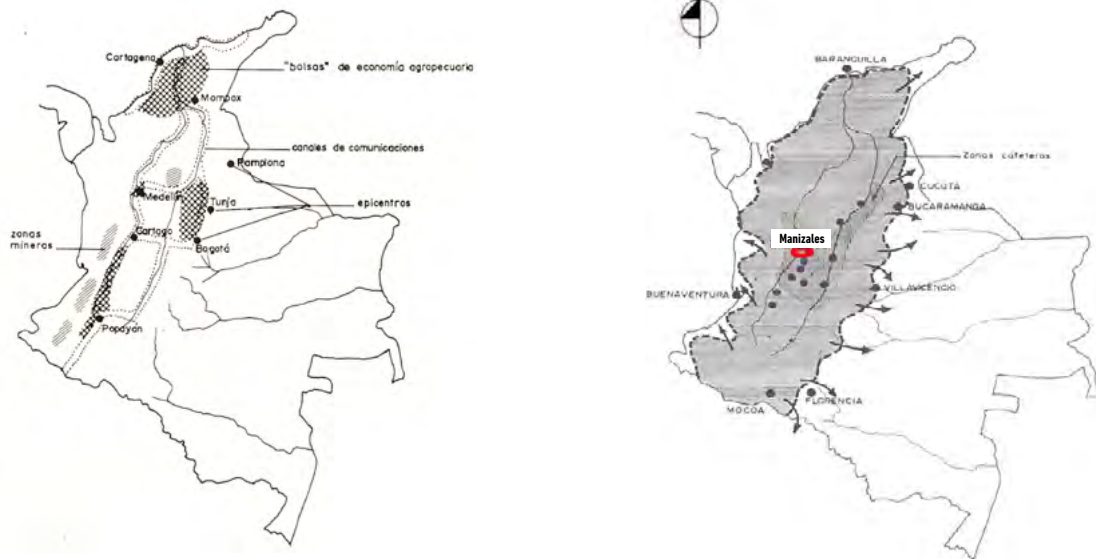 Cartagena
"bolsas" de economía agropecuaria
Mompox
canales de comunicaciones
Pamplona
Medellín
Tunja
epicentros
Cartago
zonas
mineras
Bogotá
Popayán
BARANQUILLA
Zonas cafeteras
CUCUTA
BUCARAMANGA
Manizales
BUENAVENTURA
VILLAVICENCIO
MOCOA
FLORENCIA